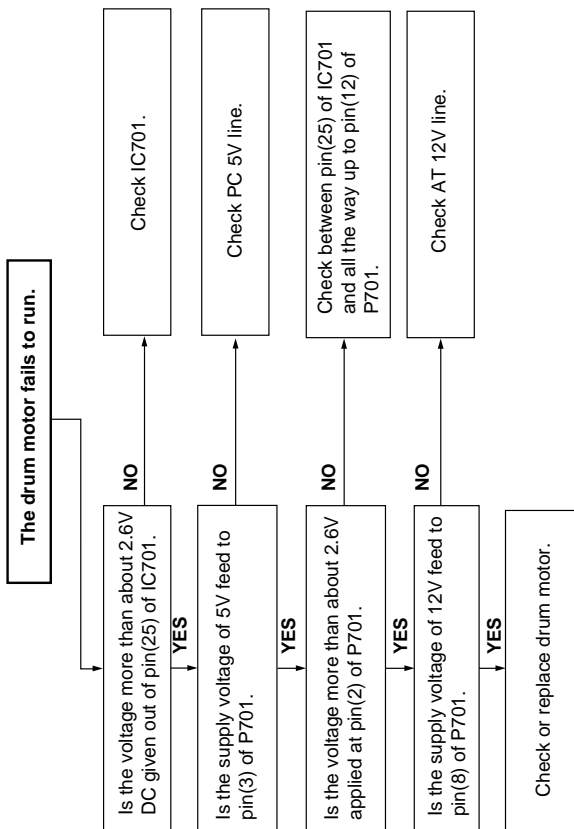 The drum motor fails to run.
Is the voltage more than about 2.6V
DC given out of pin(25) of IC701.
NO
Check IC701.
YES
Is the supply voltage of 5V feed to
pin(3) of P701.
NO
Check PC 5V line.
YES
Is the voltage more than about 2.6V
applied at pin(2) of P701.
NO
Check between pin(25) of IC701
and all the way up to pin(12) of
P701.
YES
Is the supply voltage of 12V feed to
pin(8) of P701.
NO
Check AT 12V line.
YES
Check or replace drum motor.